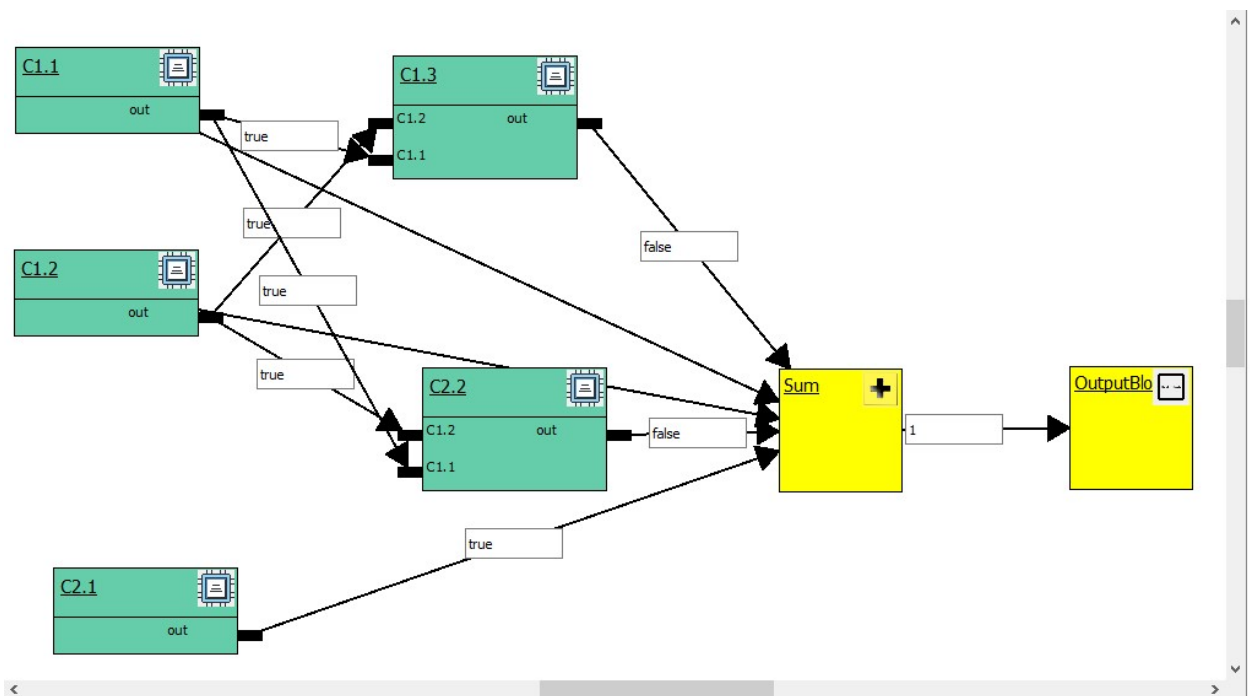 C1.1
out
true
C1.3
C1.2
out
C1.1
true
false
C1.2
out
true
true
C2.2
C1.2
out
C1.1
false
Sum
1
OutputBlo
true
C2.1
out